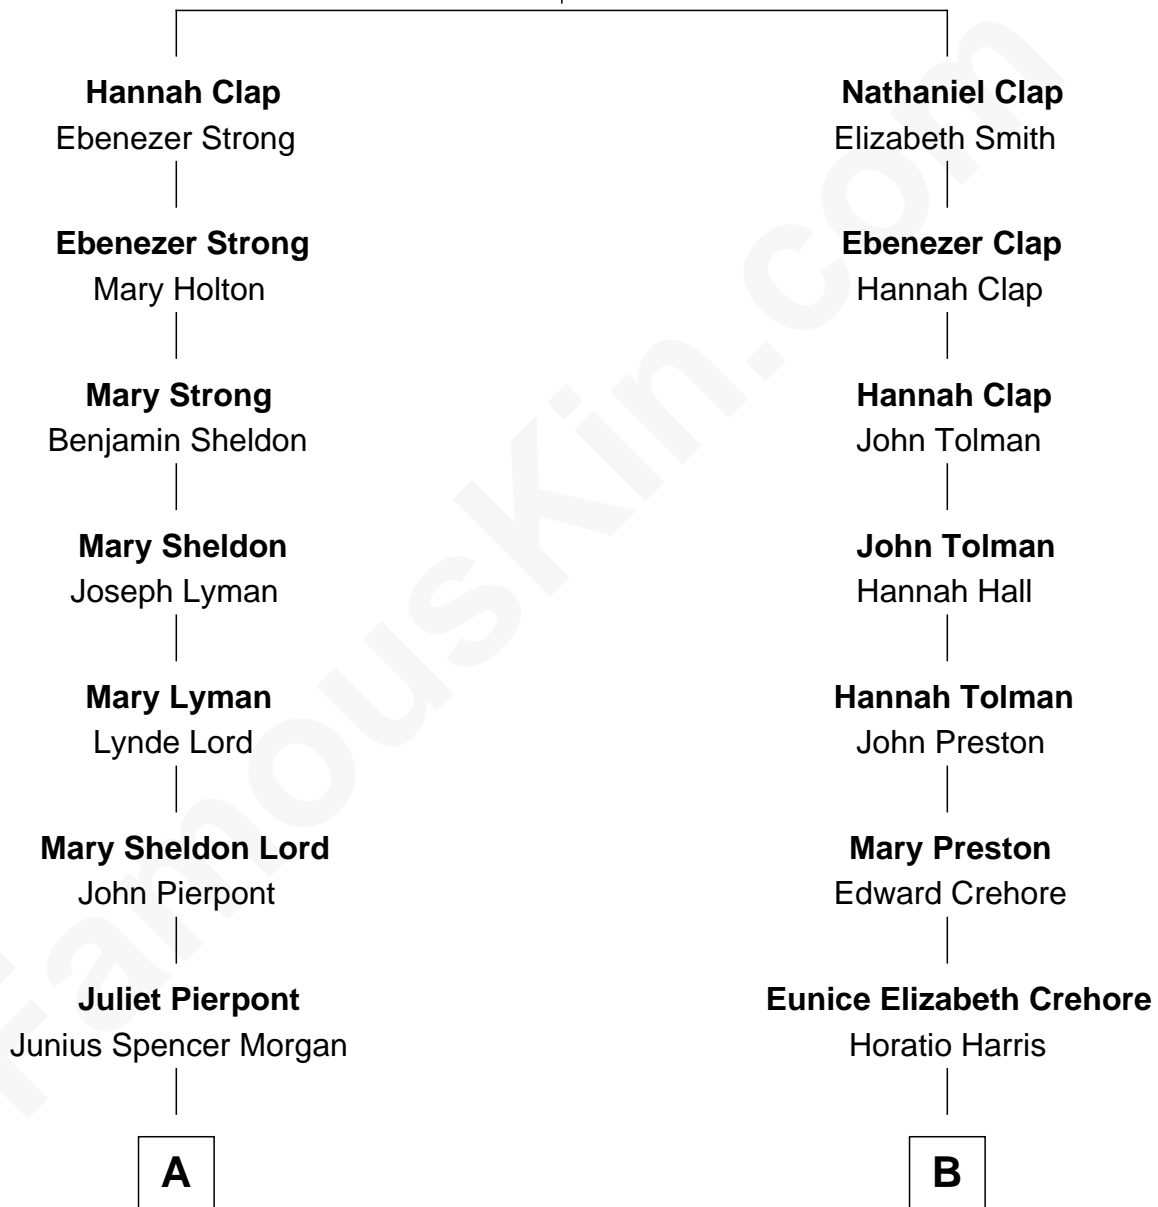 Hannah Clap
Ebenezer Strong
Ebenezer Strong
Mary Holton
Mary Strong
Benjamin Sheldon
Mary Sheldon
Joseph Lyman
Mary Lyman
Lynde Lord
Mary Sheldon Lord
John Pierpont
Juliet Pierpont
Junius Spencer Morgan
A
Nathaniel Clap
Elizabeth Smith
Ebenezer Clap
Hannah Clap
Hannah Clap
John Tolman
John Tolman
Hannah Hall
Hannah Tolman
John Preston
Mary Preston
Edward Crehore
Eunice Elizabeth Crehore
Horatio Harris
B
FamousKin.com